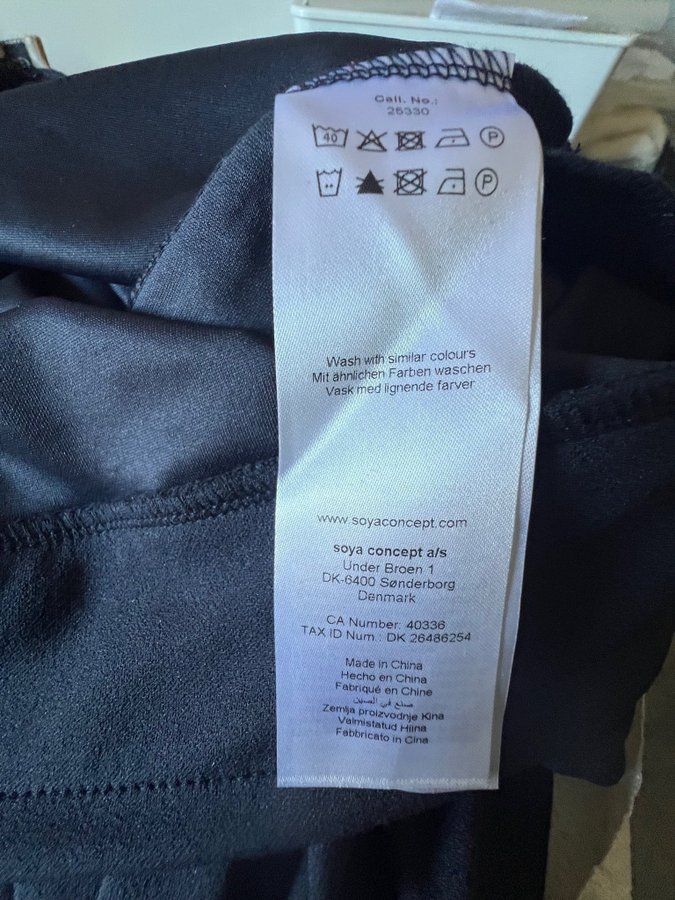 Call. No.:
25330
40 P
P
Wash with similar colours
Mit ähnlichen Farben waschen
Vask med lignende farver
www.soyaconcept.com
soya concept a/s
Under Broen 1
DK-6400 Sønderborg
Denmark
CA Number: 40336
TAX ID Num.: DK 26486254
Made in China
Hecho en China
Fabriqué en Chine
صنع في الصين
Zemlja proizvodnje Kina
Valmistatud Hiina
Fabbricato in Cina